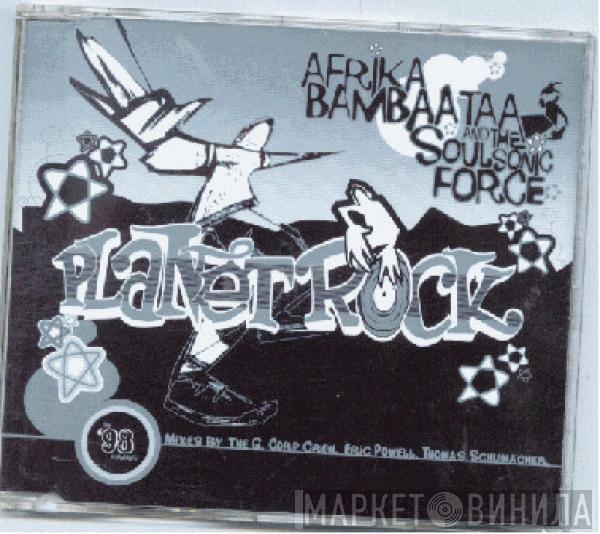 AFRIKA
BAMBAATAA
AND THE
SOULSONIC
FORCE
PLANET ROCK
'98
MIXES BY THE G. CORP CREW, ERIC POWELL, THOMAS SCHUMACHER
МАРКЕТ ВИНИЛА